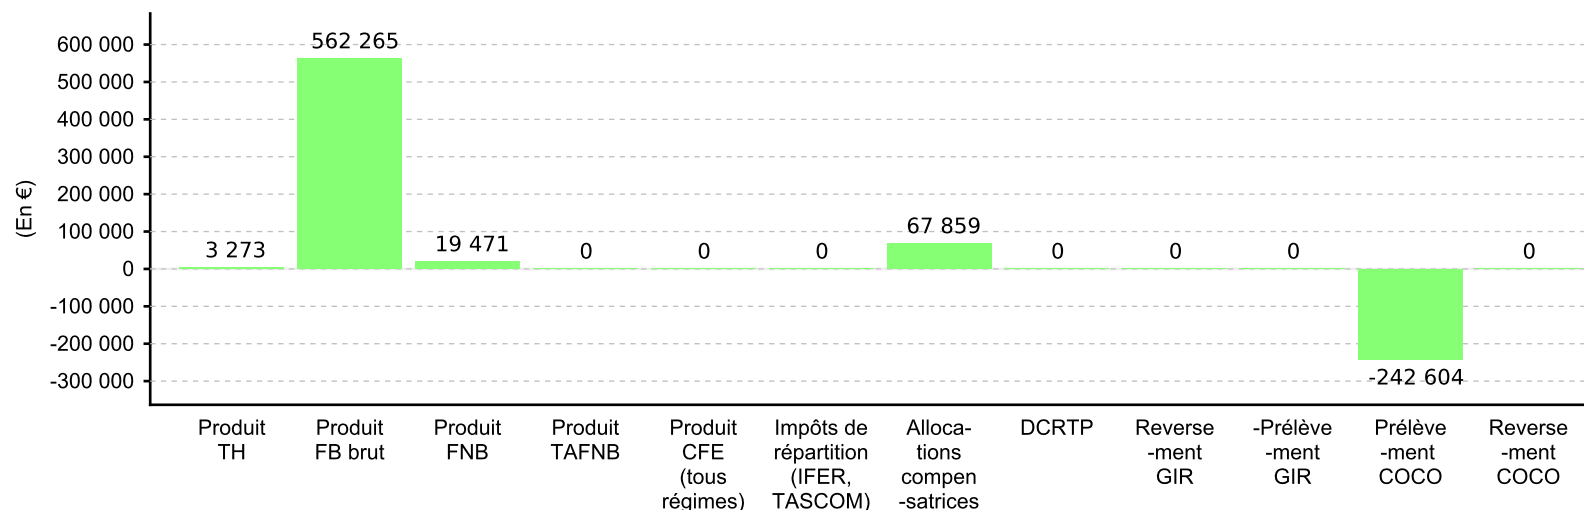 600 000
500 000
400 000
300 000
200 000
100 000
0
-100 000
-200 000
-300 000
(En €)
3 273
562 265
19 471
0
0
0
67 859
0
0
0
-242 604
0
Produit
TH
Produit
FB brut
Produit
FNB
Produit
TAFNB
Produit
CFE
(tous
régimes)
Impôts de
répartition
(IFER,
TASCOM)
Alloca-
tions
compen
-satrices
DCRTP
Reverse
-ment
GIR
-Prélève
-ment
GIR
Prélève
-ment
COCO
Reverse
-ment
COCO